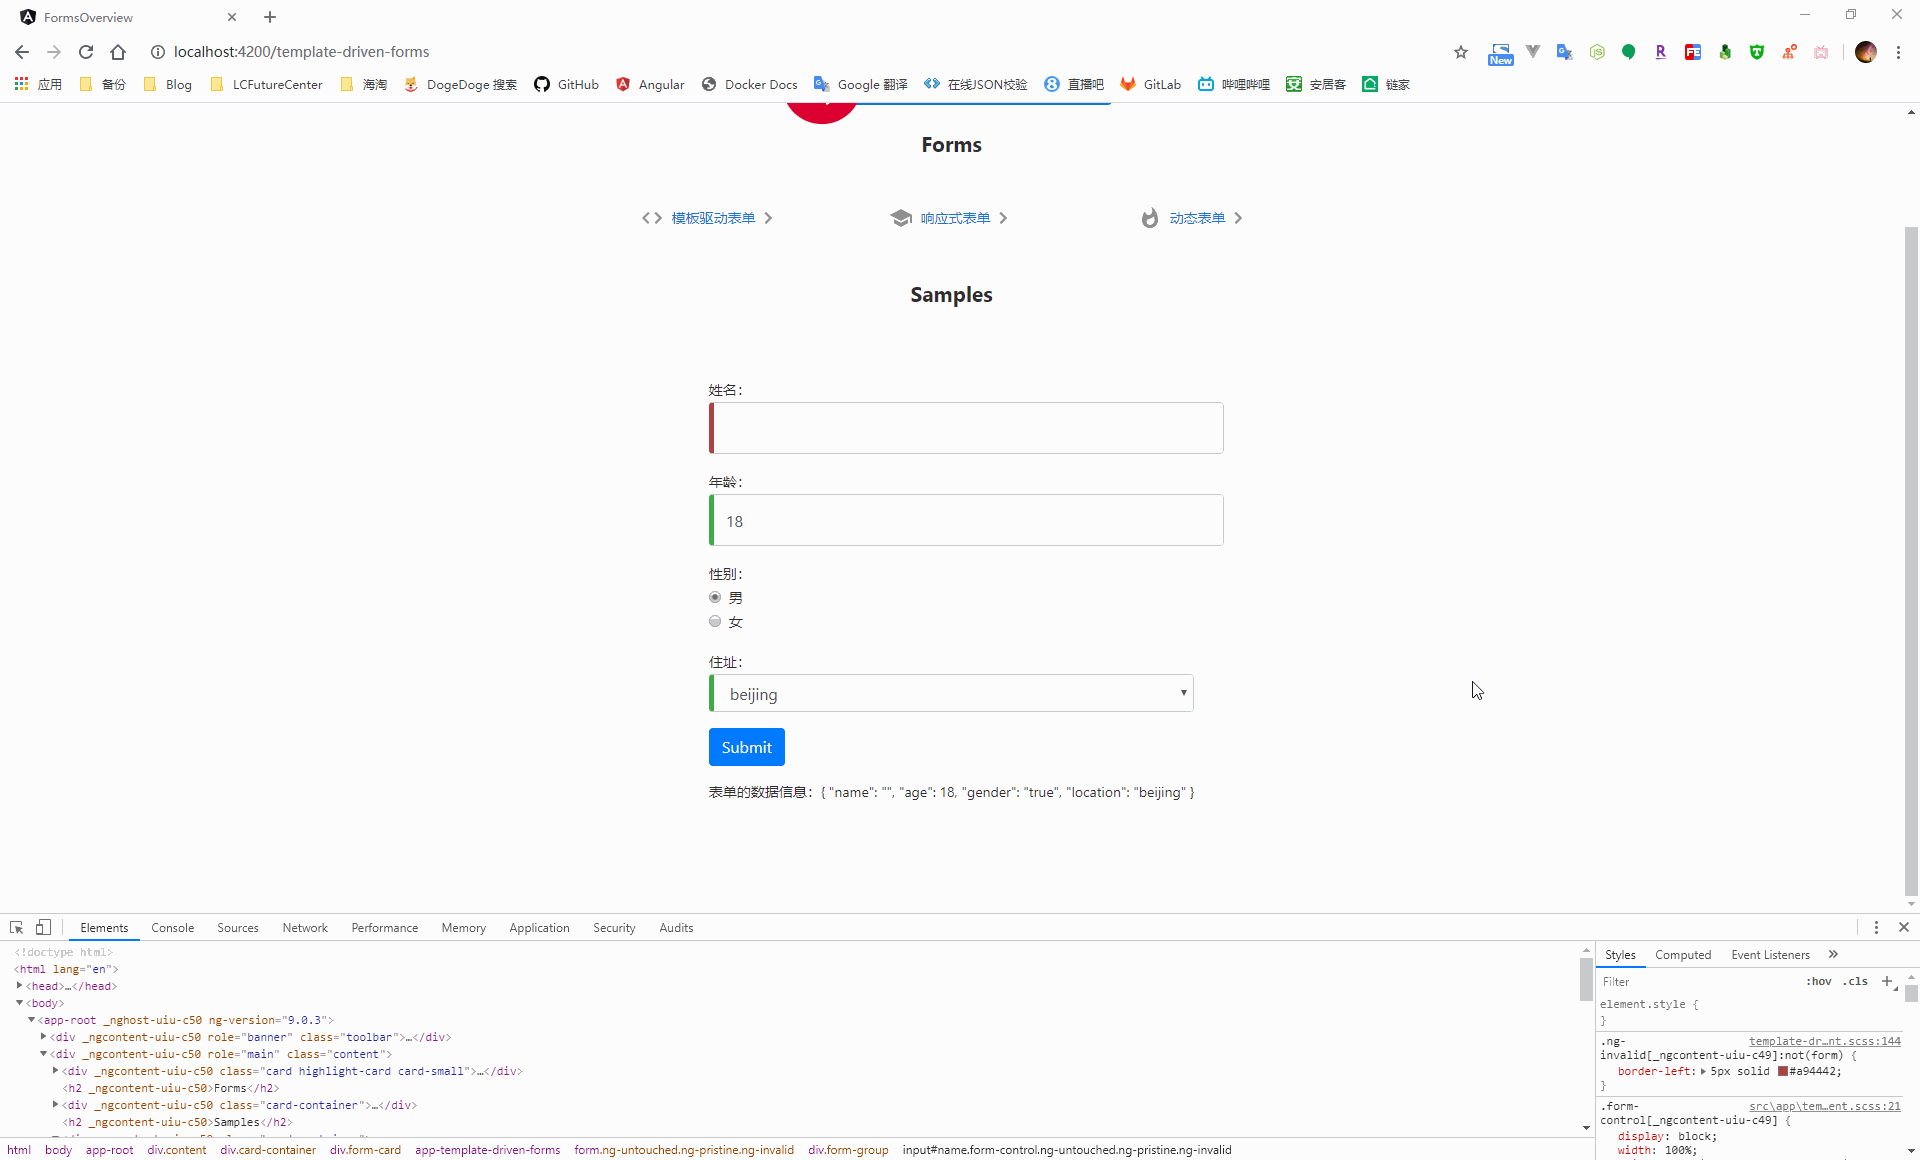 FormsOverview
localhost:4200/template-driven-forms
New
应用 备份 Blog LCFutureCenter 海淘 DogeDoge 搜索 GitHub Angular Docker Docs Google 翻译 在线JSON校验 直播吧 GitLab 哔哩哔哩 安居客 链家
Forms
模板驱动表单 响应式表单 动态表单
Samples
姓名：
年龄：
18
性别：
男
女
住址：
beijing
Submit
表单的数据信息：{ "name": "", "age": 18, "gender": "true", "location": "beijing" }
Elements Console Sources Network Performance Memory Application Security Audits
<!doctype html>
<html lang="en">
<head>…</head>
<body>
<app-root _nghost-uiu-c50 ng-version="9.0.3">
<div _ngcontent-uiu-c50 role="banner" class="toolbar">…</div>
<div _ngcontent-uiu-c50 role="main" class="content">
<div _ngcontent-uiu-c50 class="card highlight-card card-small">…</div>
<h2 _ngcontent-uiu-c50>Forms</h2>
<div _ngcontent-uiu-c50 class="card-container">…</div>
<h2 _ngcontent-uiu-c50>Samples</h2>
html body app-root div.content div.card-container div.form-card app-template-driven-forms form.ng-untouched.ng-pristine.ng-invalid div.form-group input#name.form-control.ng-untouched.ng-pristine.ng-invalid
Styles Computed Event Listeners »
Filter :hov .cls +
element.style {
}
.ng- template-dr…nt.scss:144
invalid[_ngcontent-uiu-c49]:not(form) {
border-left: 5px solid #a94442;
}
.form- src\app\tem…ent.scss:21
control[_ngcontent-uiu-c49] {
display: block;
width: 100%;